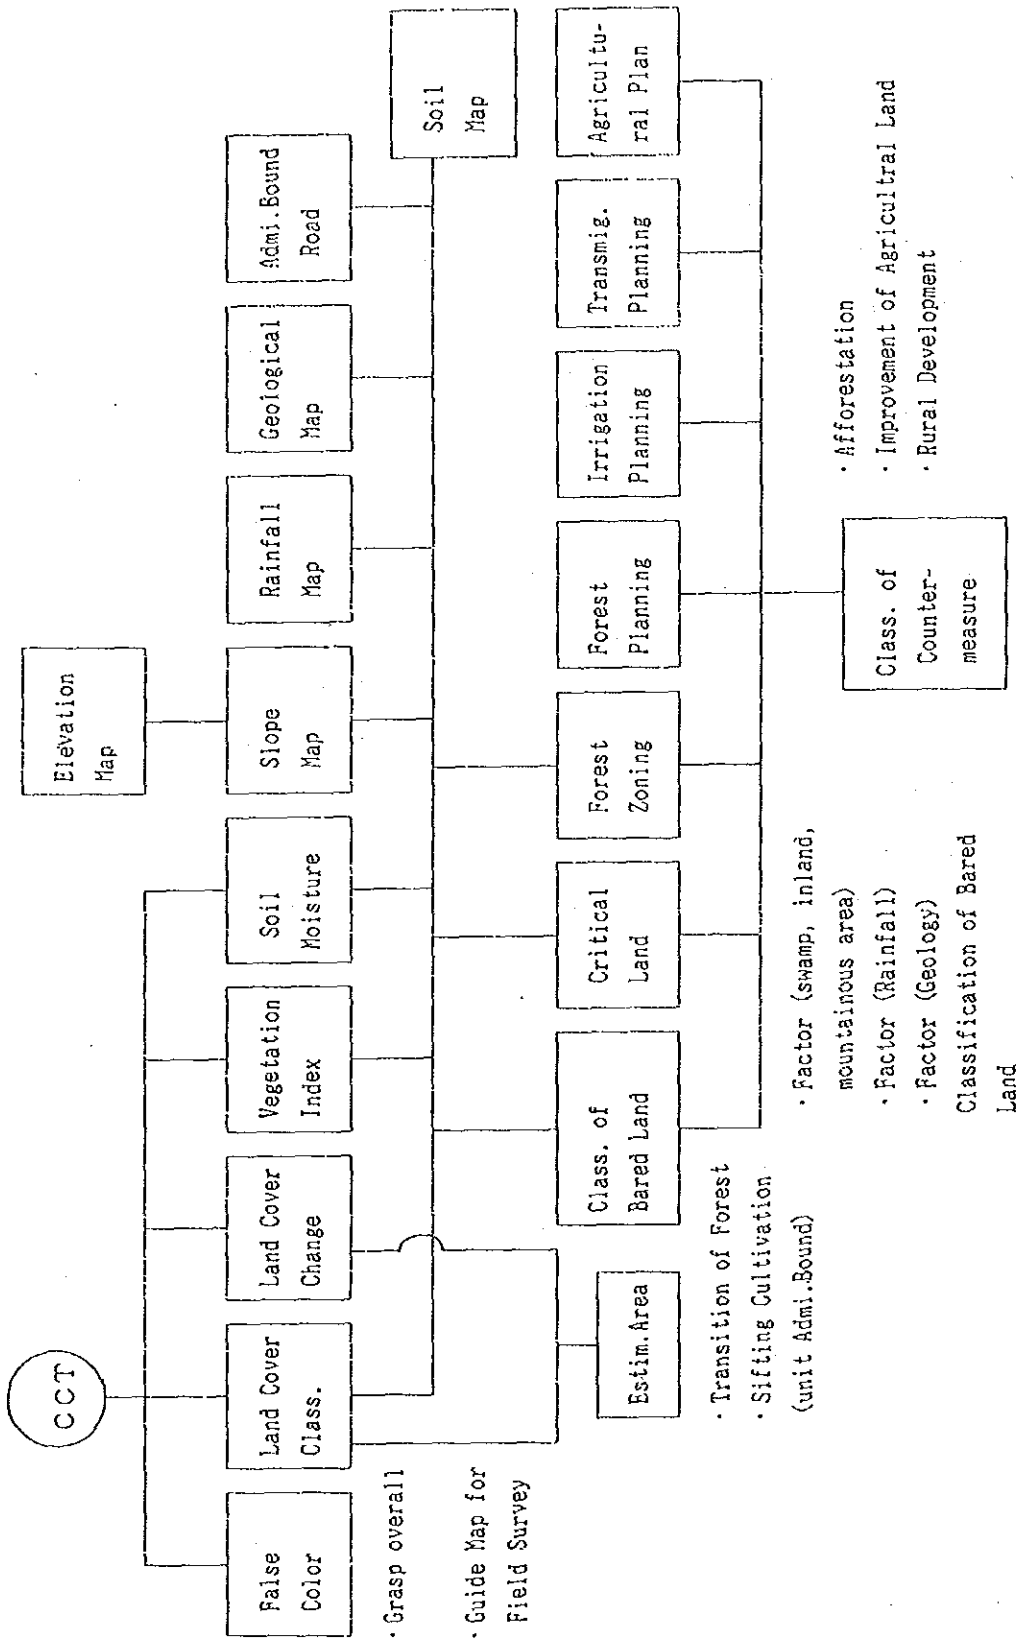 CCT
Elevation
Map
False
Color
Land Cover
Class.
Land Cover
Change
Vegetation
Index
Soil
Moisture
Slope
Map
Rainfall
Map
Geological
Map
Admi.Bound
Road
Soil
Map
· Grasp overall
· Guide Map for
Field Survey
Estim.Area
· Transition of Forest
· Sifting Cultivation
(unit Admi.Bound)
Class. of
Bared Land
Critical
Land
Forest
Zoning
Forest
Planning
Irrigation
Planning
Transmig.
Planning
Agricultu-
ral Plan
· Factor (swamp, inland,
mountainous area)
· Factor (Rainfall)
· Factor (Geology)
Classification of Bared
Land
Class. of
Counter-
measure
· Afforestation
· Improvement of Agricultral Land
· Rural Development